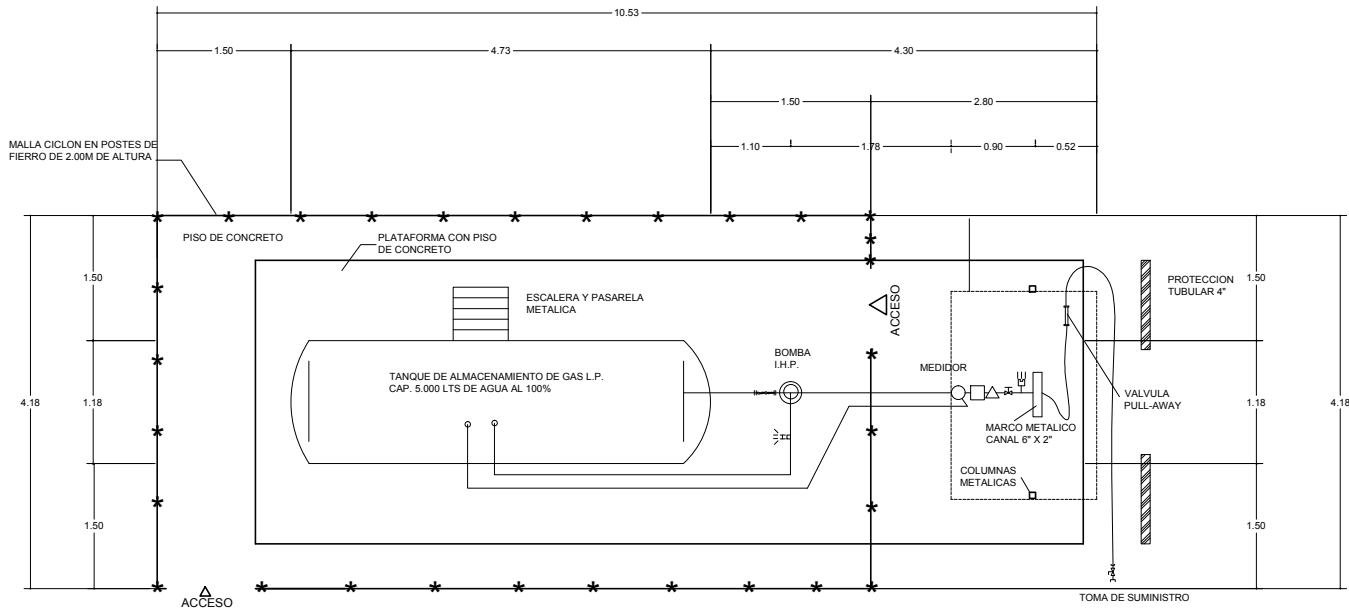 10.53
1.50
4.73
4.30
1.50
2.80
1.10
1.78
0.90
0.52
MALLA CICLON EN POSTES DE
FIERRO DE 2.00M DE ALTURA
PISO DE CONCRETO
PLATAFORMA CON PISO
DE CONCRETO
ESCALERA Y PASARELA
METALICA
ACCESO
PROTECCION
TUBULAR 4"
1.50
1.50
BOMBA
I.H.P.
MEDIDOR
TANQUE DE ALMACENAMIENTO DE GAS L.P.
CAP. 5.000 LTS DE AGUA AL 100%
VALVULA
PULL-AWAY
4.18
1.18
1.18
4.18
MARCO METALICO
CANAL 6" X 2"
COLUMNAS
METALICAS
1.50
1.50
ACCESO
TOMA DE SUMINISTRO